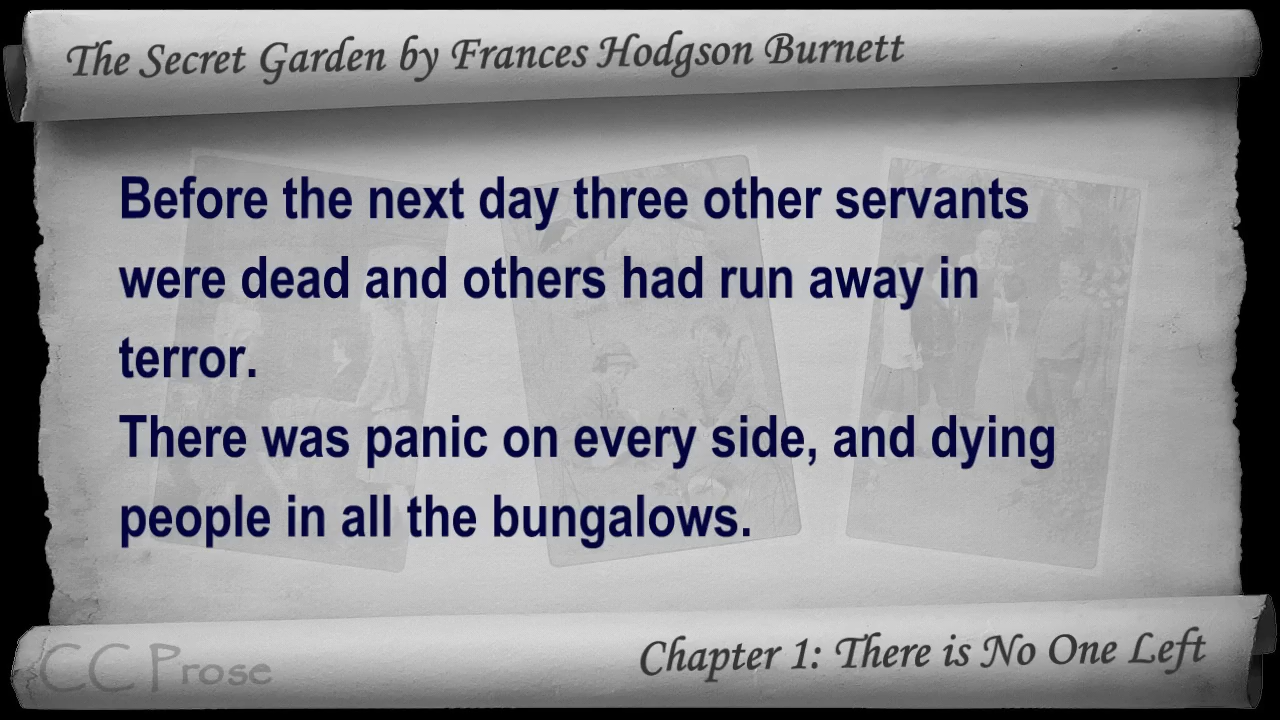 The Secret Garden by Frances Hodgson Burnett
Before the next day three other servants
were dead and others had run away in
terror.
There was panic on every side, and dying
people in all the bungalows.
CC Prose
Chapter 1: There is No One Left